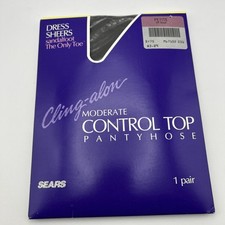 DRESS
SHEERS
sandalfoot
The Only Toe
Cling-alon
MODERATE
CONTROL TOP
PANTYHOSE
SEARS
1 pair